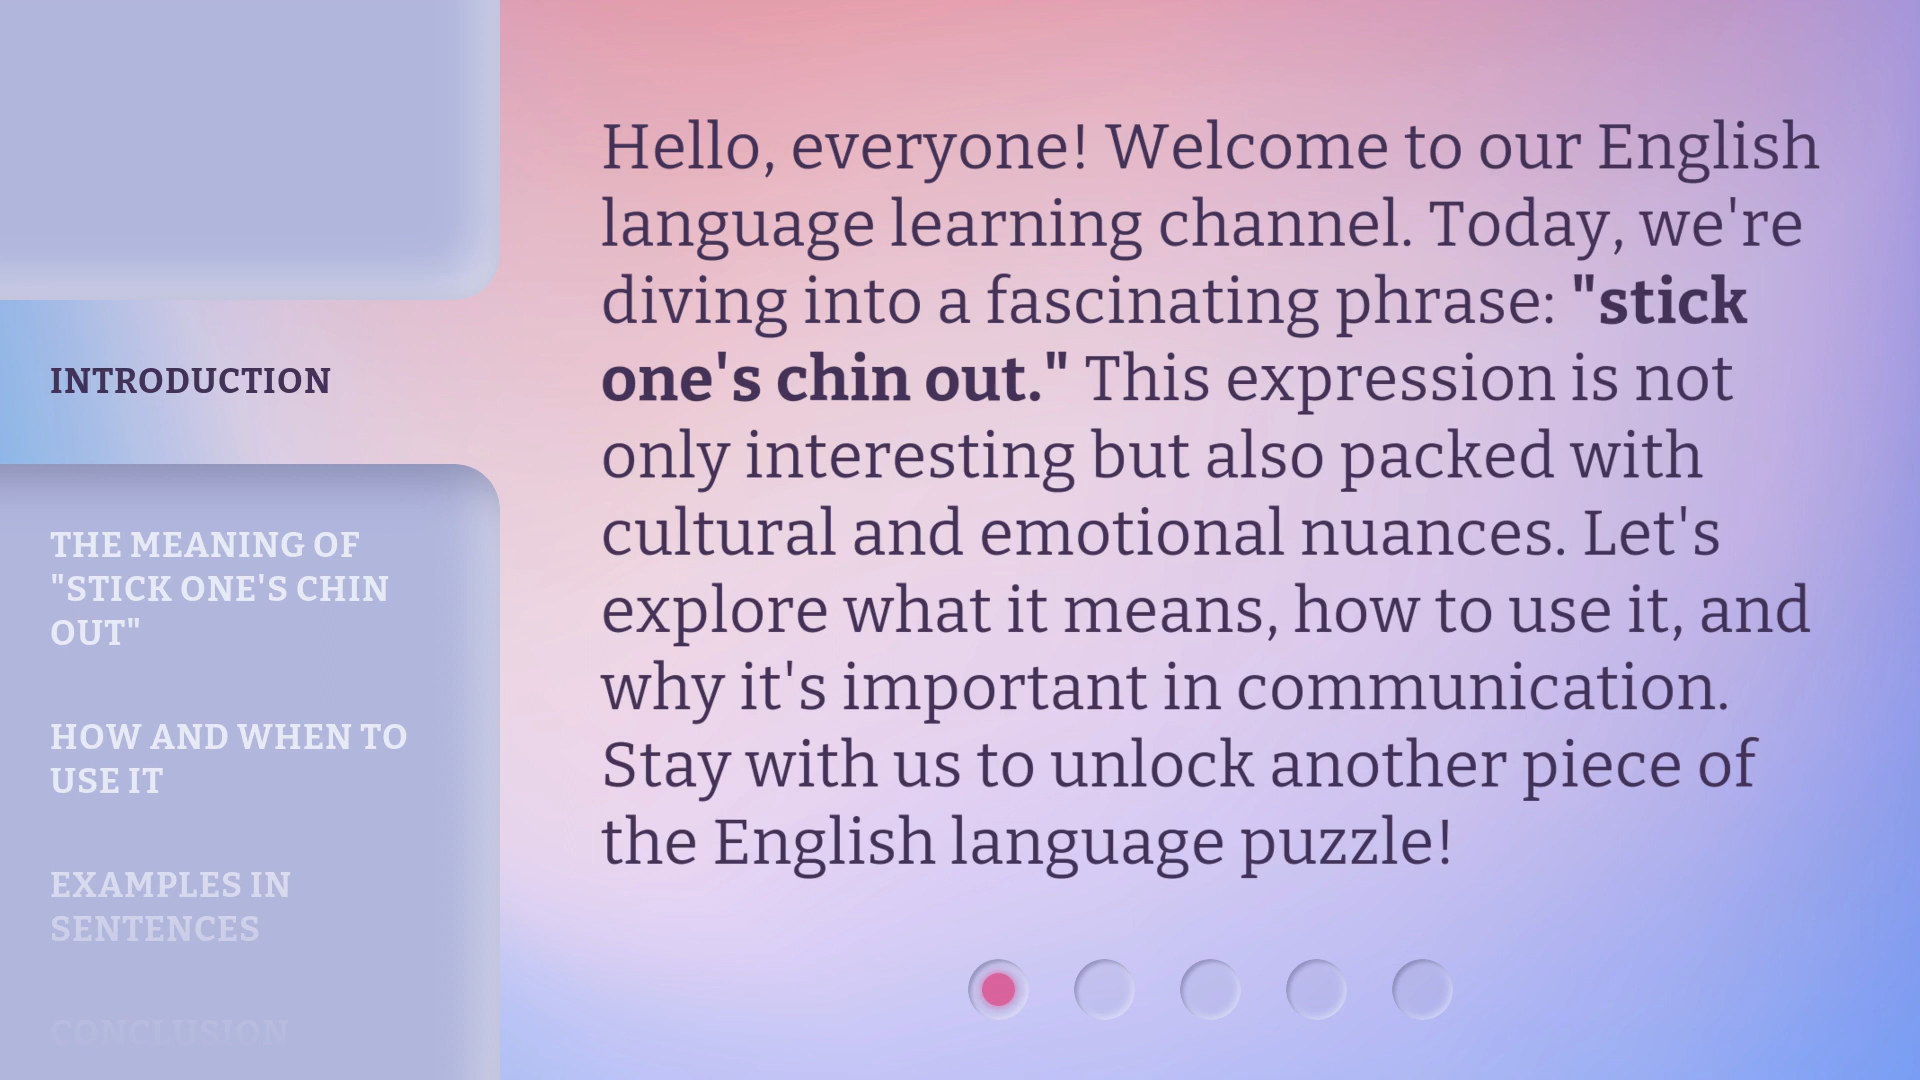 INTRODUCTION
THE MEANING OF
"STICK ONE'S CHIN
OUT"
HOW AND WHEN TO
USE IT
EXAMPLES IN
SENTENCES
CONCLUSION
Hello, everyone! Welcome to our English
language learning channel. Today, we're
diving into a fascinating phrase: "stick
one's chin out." This expression is not
only interesting but also packed with
cultural and emotional nuances. Let's
explore what it means, how to use it, and
why it's important in communication.
Stay with us to unlock another piece of
the English language puzzle!